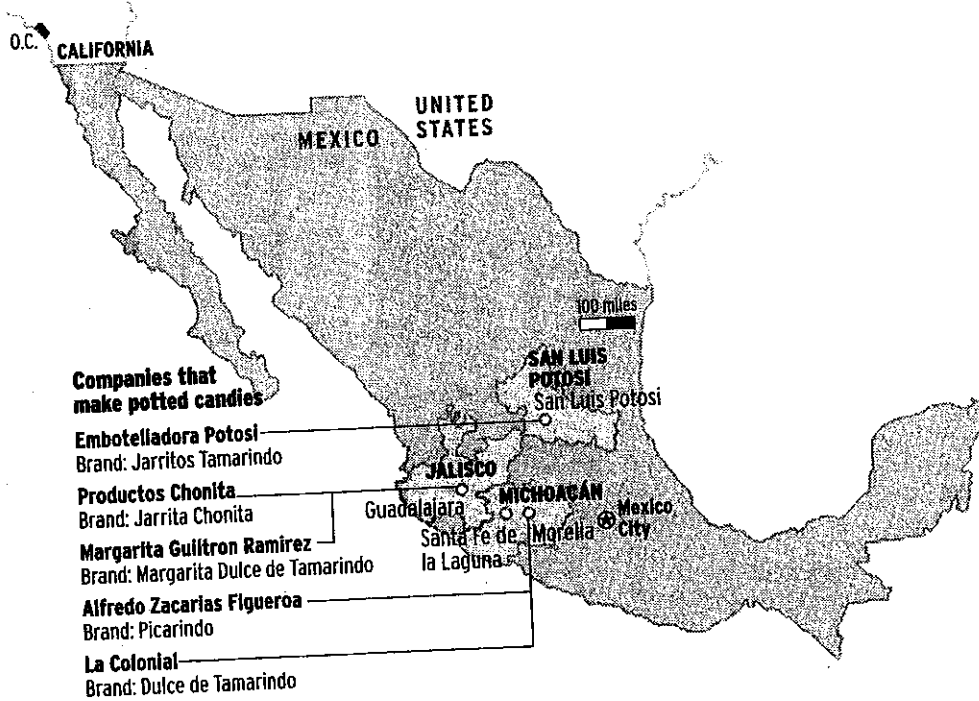 O.C.
CALIFORNIA
UNITED
STATES
MEXICO
100 miles
SAN LUIS
POTOSI
San Luis Potosi
Companies that
make potted candies
Embotelladora Potosi
Brand: Jarritos Tamarindo
JALISCO
Productos Chonita
Brand: Jarrita Chonita
Guadalajara
MICHOACÁN
Mexico
City
Santa Fe de
la Laguna
Morelia
Margarita Guiltron Ramirez
Brand: Margarita Dulce de Tamarindo
Alfredo Zacarias Figueroa
Brand: Picarindo
La Colonial
Brand: Dulce de Tamarindo